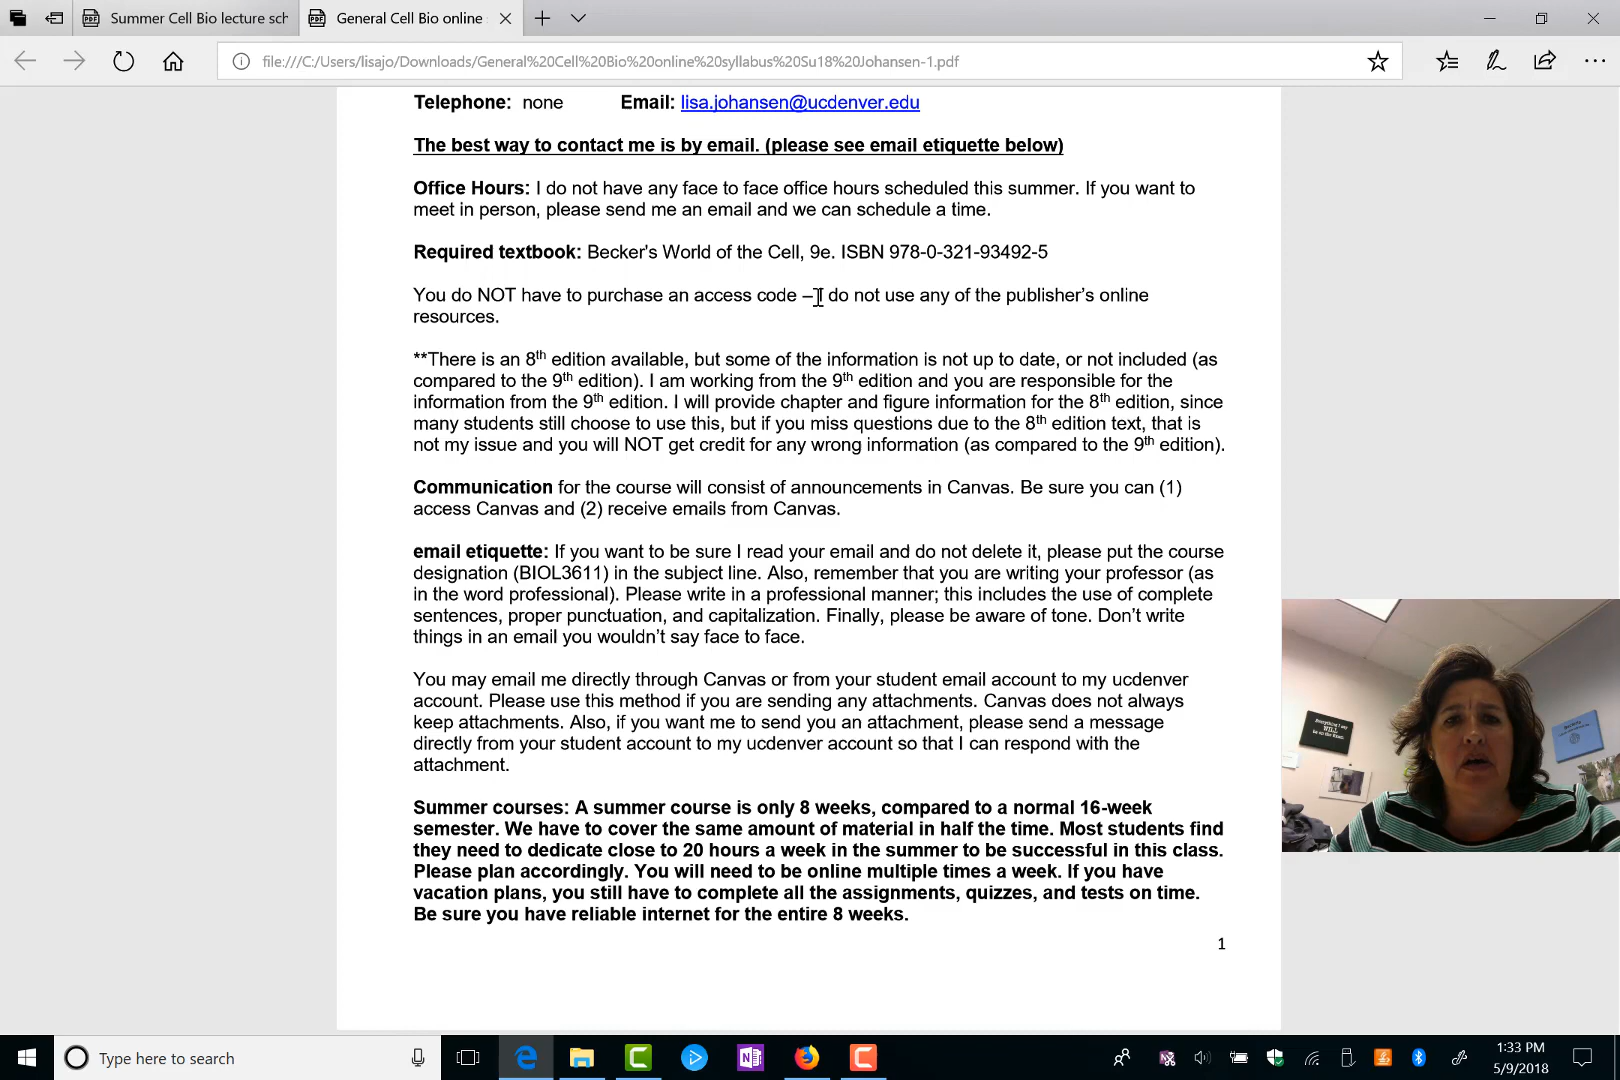 Summer Cell Bio lecture sch
General Cell Bio online
file:///C:/Users/lisajo/Downloads/General%20Cell%20Bio%20online%20syllabus%20Su18%20Johansen-1.pdf
Telephone: none Email: lisa.johansen@ucdenver.edu
The best way to contact me is by email. (please see email etiquette below)
Office Hours: I do not have any face to face office hours scheduled this summer. If you want to
meet in person, please send me an email and we can schedule a time.
Required textbook: Becker's World of the Cell, 9e. ISBN 978-0-321-93492-5
You do NOT have to purchase an access code – I do not use any of the publisher's online
resources.
**There is an 8th edition available, but some of the information is not up to date, or not included (as
compared to the 9th edition). I am working from the 9th edition and you are responsible for the
information from the 9th edition. I will provide chapter and figure information for the 8th edition, since
many students still choose to use this, but if you miss questions due to the 8th edition text, that is
not my issue and you will NOT get credit for any wrong information (as compared to the 9th edition).
Communication for the course will consist of announcements in Canvas. Be sure you can (1)
access Canvas and (2) receive emails from Canvas.
email etiquette: If you want to be sure I read your email and do not delete it, please put the course
designation (BIOL3611) in the subject line. Also, remember that you are writing your professor (as
in the word professional). Please write in a professional manner; this includes the use of complete
sentences, proper punctuation, and capitalization. Finally, please be aware of tone. Don't write
things in an email you wouldn't say face to face.
You may email me directly through Canvas or from your student email account to my ucdenver
account. Please use this method if you are sending any attachments. Canvas does not always
keep attachments. Also, if you want me to send you an attachment, please send a message
directly from your student account to my ucdenver account so that I can respond with the
attachment.
Summer courses: A summer course is only 8 weeks, compared to a normal 16-week
semester. We have to cover the same amount of material in half the time. Most students find
they need to dedicate close to 20 hours a week in the summer to be successful in this class.
Please plan accordingly. You will need to be online multiple times a week. If you have
vacation plans, you still have to complete all the assignments, quizzes, and tests on time.
Be sure you have reliable internet for the entire 8 weeks.
1
Everything I say
WILL
be on the Exam
Type here to search
1:33 PM
5/9/2018